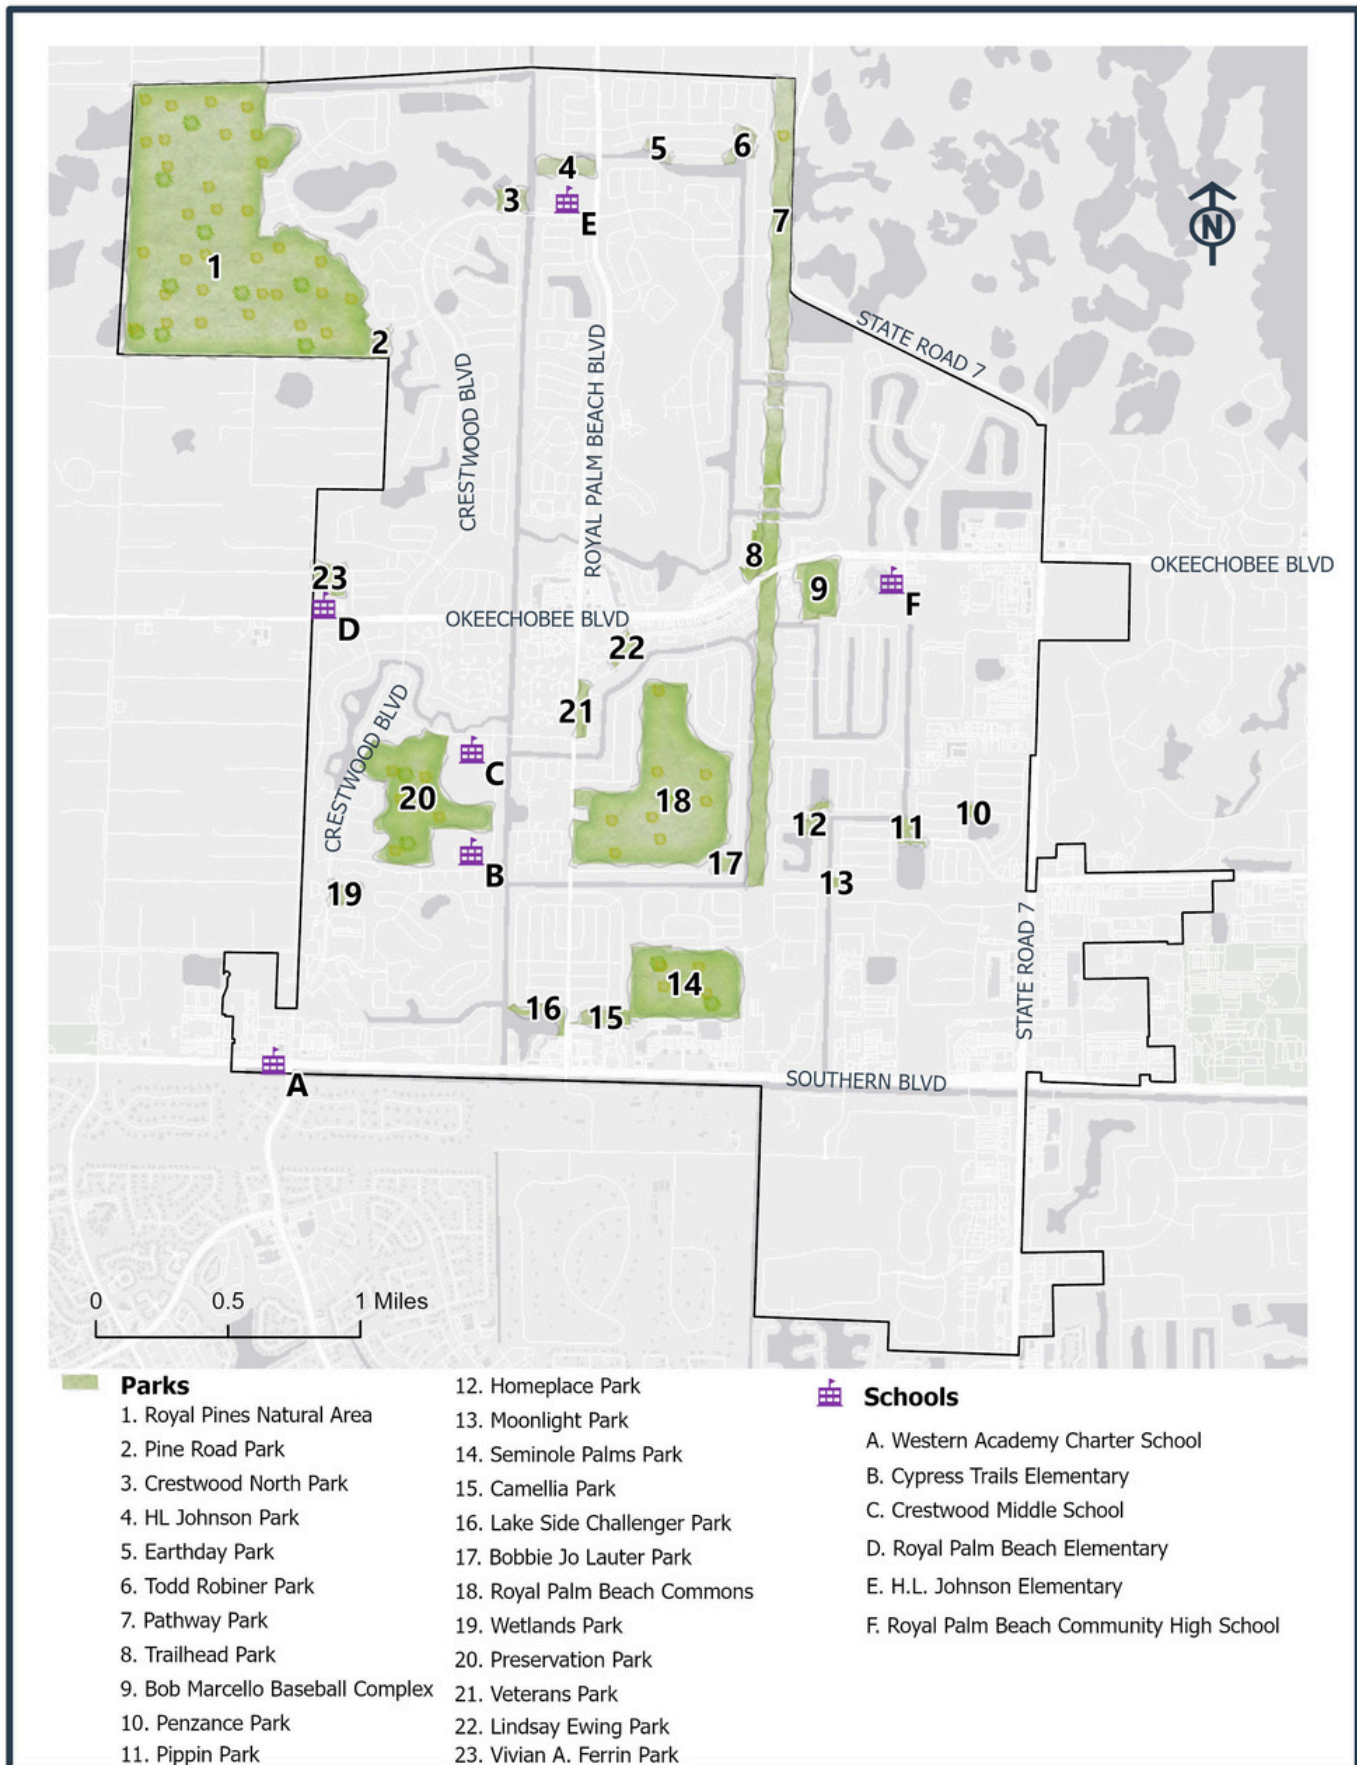 1
2
3
4
5
6
7
E
N
STATE ROAD 7
CRESTWOOD BLVD
ROYAL PALM BEACH BLVD
8
9
F
OKEECHOBEE BLVD
23
D
OKEECHOBEE BLVD
22
21
CRESTWOOD BLVD
C
20
18
10
12
11
17
13
B
19
STATE ROAD 7
14
16
15
A
SOUTHERN BLVD
0 0.5 1 Miles
Parks
1. Royal Pines Natural Area
2. Pine Road Park
3. Crestwood North Park
4. HL Johnson Park
5. Earthday Park
6. Todd Robiner Park
7. Pathway Park
8. Trailhead Park
9. Bob Marcello Baseball Complex
10. Penzance Park
11. Pippin Park
12. Homeplace Park
13. Moonlight Park
14. Seminole Palms Park
15. Camellia Park
16. Lake Side Challenger Park
17. Bobbie Jo Lauter Park
18. Royal Palm Beach Commons
19. Wetlands Park
20. Preservation Park
21. Veterans Park
22. Lindsay Ewing Park
23. Vivian A. Ferrin Park
Schools
A. Western Academy Charter School
B. Cypress Trails Elementary
C. Crestwood Middle School
D. Royal Palm Beach Elementary
E. H.L. Johnson Elementary
F. Royal Palm Beach Community High School